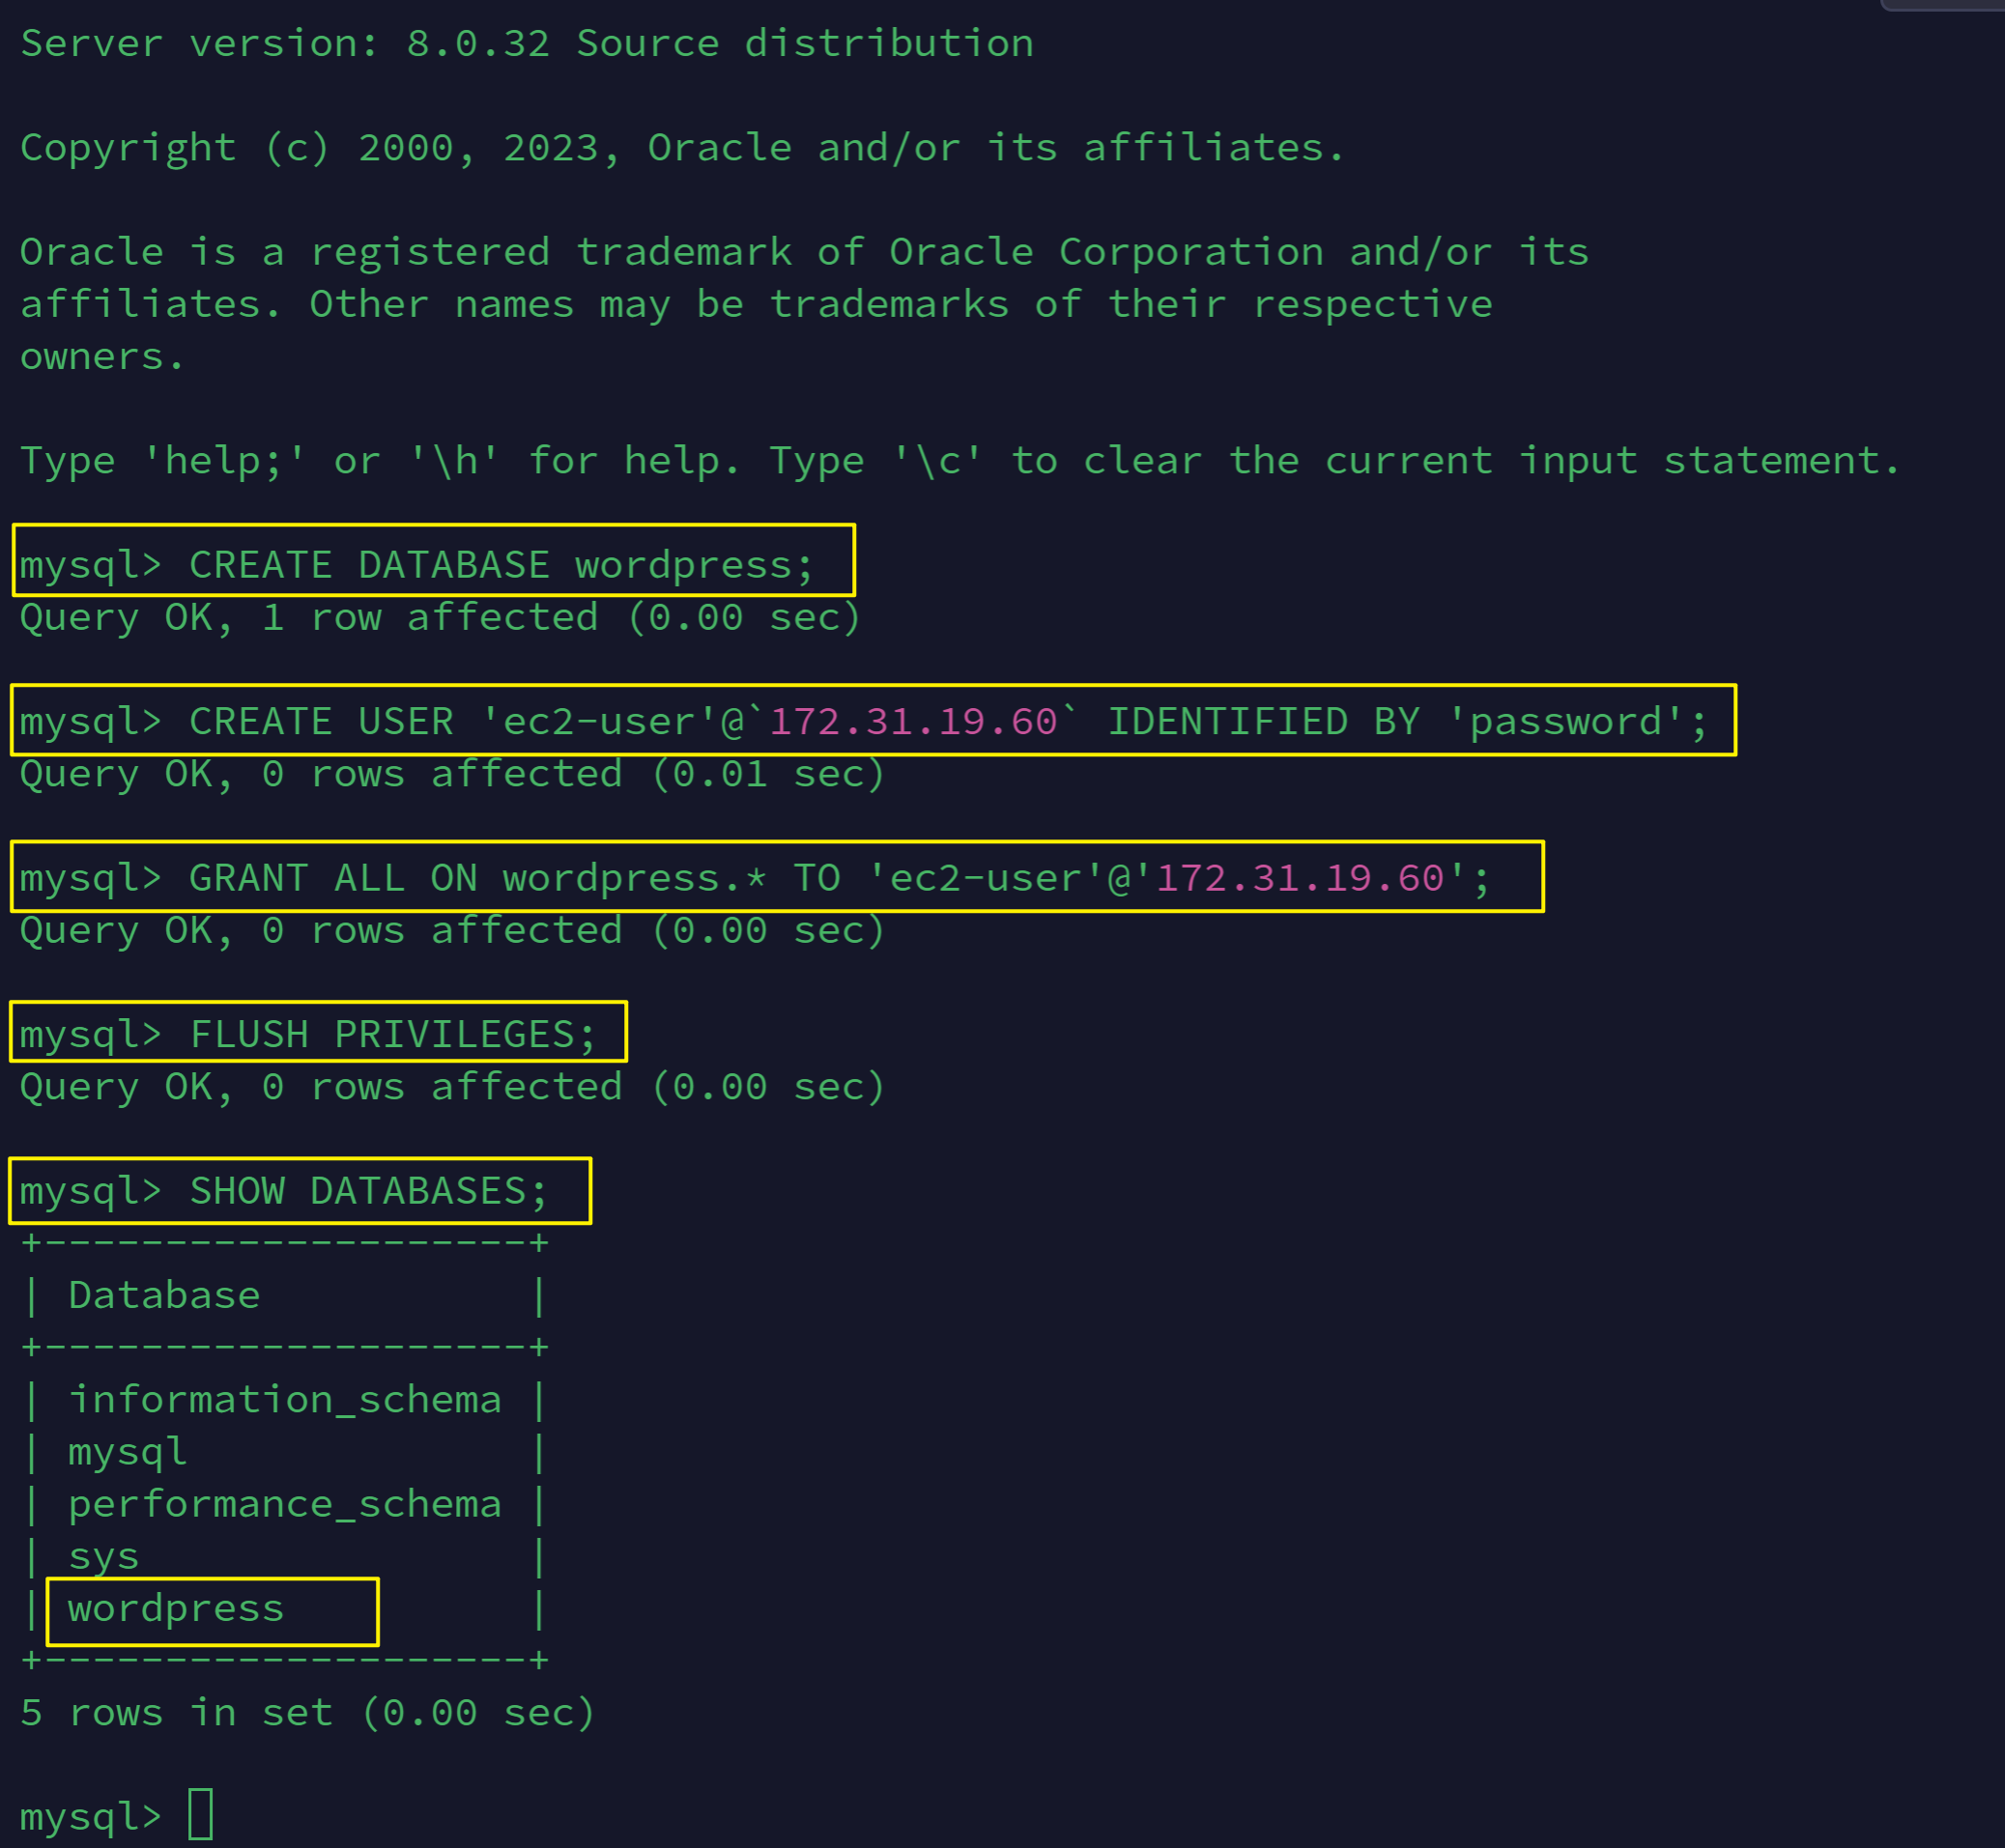 Server version: 8.0.32 Source distribution
Copyright (c) 2000, 2023, Oracle and/or its affiliates.
Oracle is a registered trademark of Oracle Corporation and/or its
affiliates. Other names may be trademarks of their respective
owners.
Type 'help;' or '\h' for help. Type '\c' to clear the current input statement.
mysql> CREATE DATABASE wordpress;
Query OK, 1 row affected (0.00 sec)
mysql> CREATE USER 'ec2-user'@`172.31.19.60` IDENTIFIED BY 'password';
Query OK, 0 rows affected (0.01 sec)
mysql> GRANT ALL ON wordpress.* TO 'ec2-user'@'172.31.19.60';
Query OK, 0 rows affected (0.00 sec)
mysql> FLUSH PRIVILEGES;
Query OK, 0 rows affected (0.00 sec)
mysql> SHOW DATABASES;
+--------------------+
| Database           |
+--------------------+
| information_schema |
| mysql              |
| performance_schema |
| sys                |
| wordpress          |
+--------------------+
5 rows in set (0.00 sec)
mysql>